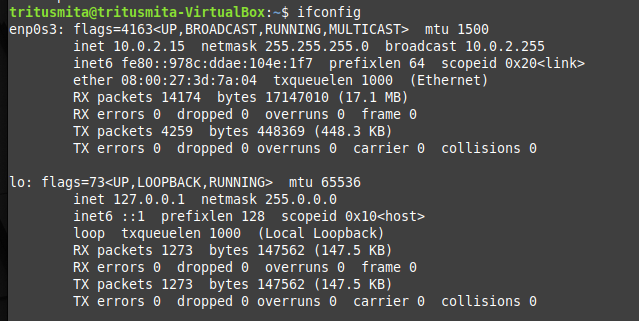 tritusmita@tritusmita-VirtualBox:~$ ifconfig
enp0s3: flags=4163<UP,BROADCAST,RUNNING,MULTICAST>  mtu 1500
        inet 10.0.2.15  netmask 255.255.255.0  broadcast 10.0.2.255
        inet6 fe80::978c:ddae:104e:1f7  prefixlen 64  scopeid 0x20<link>
        ether 08:00:27:3d:7a:04  txqueuelen 1000  (Ethernet)
        RX packets 14174  bytes 17147010 (17.1 MB)
        RX errors 0  dropped 0  overruns 0  frame 0
        TX packets 4259  bytes 448369 (448.3 KB)
        TX errors 0  dropped 0 overruns 0  carrier 0  collisions 0

lo: flags=73<UP,LOOPBACK,RUNNING>  mtu 65536
        inet 127.0.0.1  netmask 255.0.0.0
        inet6 ::1  prefixlen 128  scopeid 0x10<host>
        loop  txqueuelen 1000  (Local Loopback)
        RX packets 1273  bytes 147562 (147.5 KB)
        RX errors 0  dropped 0  overruns 0  frame 0
        TX packets 1273  bytes 147562 (147.5 KB)
        TX errors 0  dropped 0 overruns 0  carrier 0  collisions 0